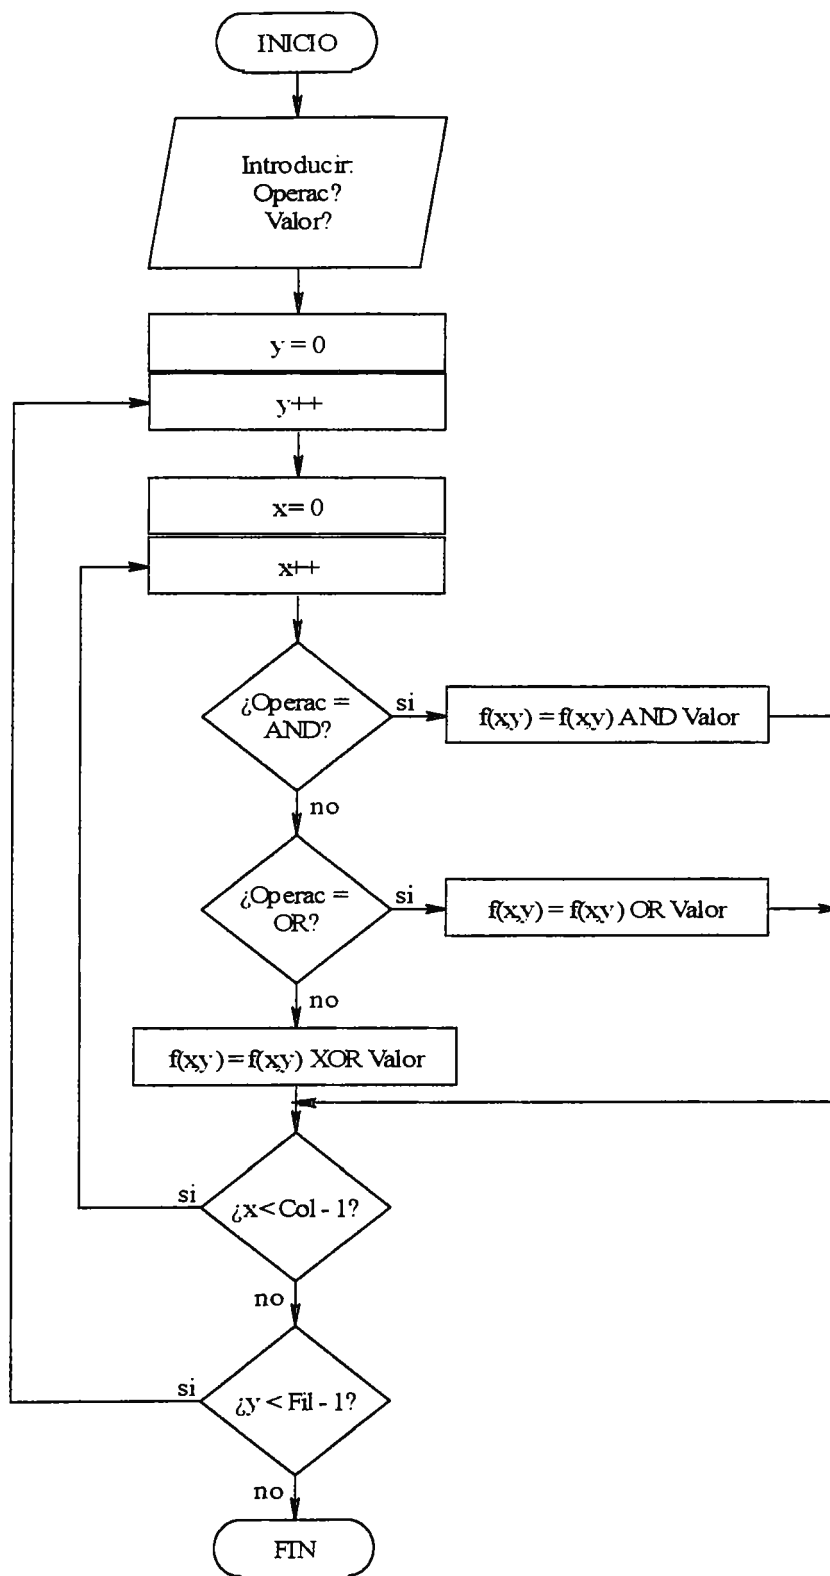 INICIO
Introducir:
Operac?
Valor?
y = 0
y++
x = 0
x++
¿Operac =
AND?
si
f(x,y) = f(x,y) AND Valor
no
¿Operac =
OR?
si
f(x,y) = f(x,y) OR Valor
no
f(x,y) = f(x,y) XOR Valor
si
¿x < Col - 1?
no
si
¿y < Fil - 1?
no
FIN